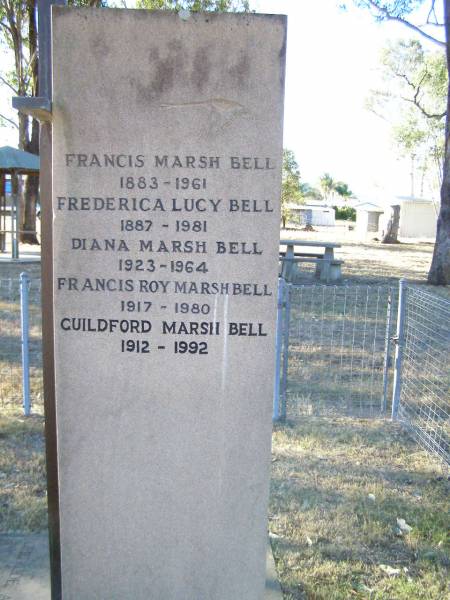 FRANCIS MARSH BELL
1883-1961
FREDERICA LUCY BELL
1887 - 1981
DIANA MARSH BELL
1923-1964
FRANCIS ROY MARSH BELL
1917 - 1980
GUILDFORD MARSH BELL
1912 - 1992